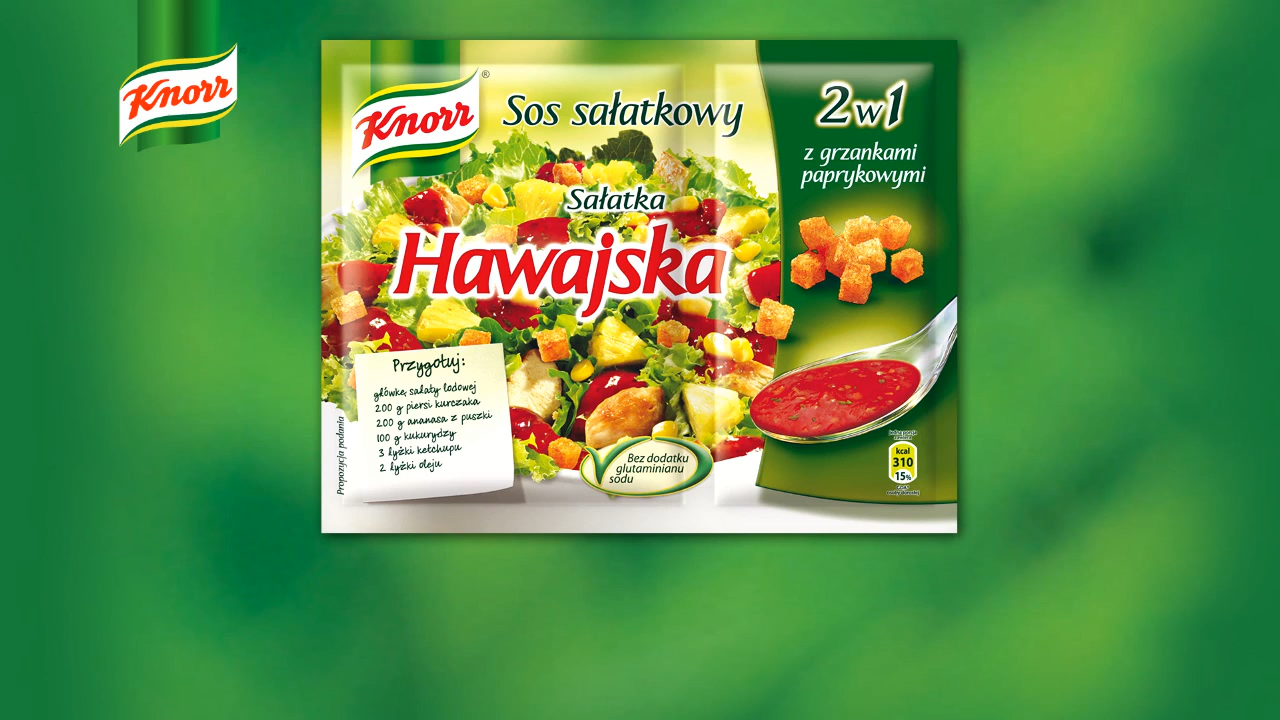 Knorr
Knorr®
Sos sałatkowy
Sałatka
Hawajska
2w1
z grzankami
paprykowymi
Przygotuj:
główkę sałaty lodowej
200 g piersi kurczaka
200 g ananasa z puszki
100 g kukurydzy
3 łyżki ketchupu
2 łyżki oleju
Propozycja podania
Bez dodatku
glutaminianu
sodu
kcal
310
15%